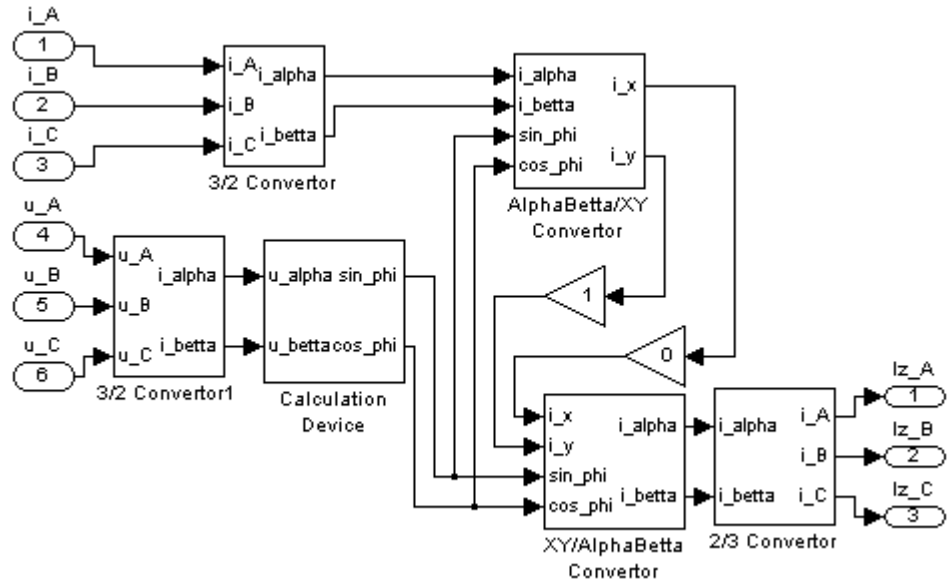 i_A
1
i_B
2
i_C
3
i_A
i_B
i_C
i_alpha
i_betta
3/2 Convertor
i_alpha
i_betta
sin_phi
cos_phi
i_x
i_y
AlphaBetta/XY
Convertor
u_A
4
u_B
5
u_C
6
u_A
u_B
u_C
i_alpha
i_betta
3/2 Convertor1
u_alpha
sin_phi
u_betta
cos_phi
Calculation
Device
1
0
i_x
i_y
sin_phi
cos_phi
i_alpha
i_betta
XY/AlphaBetta
Convertor
i_alpha
i_betta
i_A
i_B
i_C
2/3 Convertor
Iz_A
1
Iz_B
2
Iz_C
3